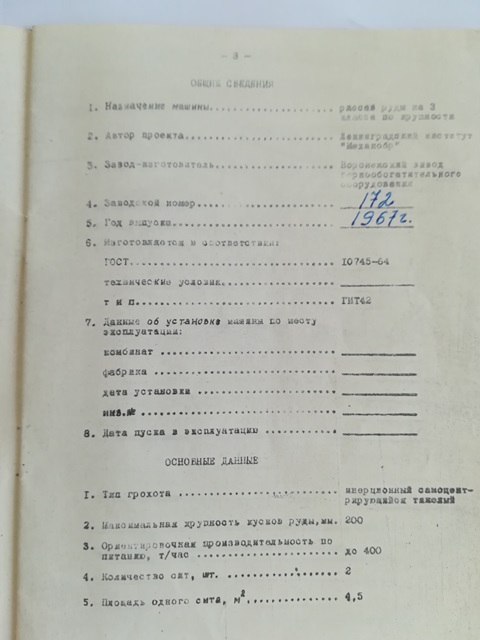 - 3 -
ОБЩИЕ СВЕДЕНИЯ
1. Назначение машины.................. рассев руды на 3
класса по крупности
2. Автор проекта...................... Ленинградский институт
"Механобр"
3. Завод-изготовитель................. Воронежский завод
горнообогатительного
оборудования
4. Заводской номер.................... 172
5. Год выпуска........................ 1967г.
6. Изготовляется в соответствии:
ГОСТ............................... 10745-64
технические условия................
т и п.............................. ГИТ42
7. Данные об установке машины по месту
эксплуатации:
комбинат ..........................
фабрика ...........................
дата установки ....................
инв.№ .............................
8. Дата пуска в эксплуатацию ............
ОСНОВНЫЕ ДАННЫЕ
1. Тип грохота ....................... инерционный самоцент-
рирующийся тяжелый
2. Максимальная крупность кусков руды,мм. 200
3. Ориентировочная производительность по
питанию, т/час .................... до 400
4. Количество сит, шт. ............... 2
5. Площадь одного сита, м²,............. 4,5